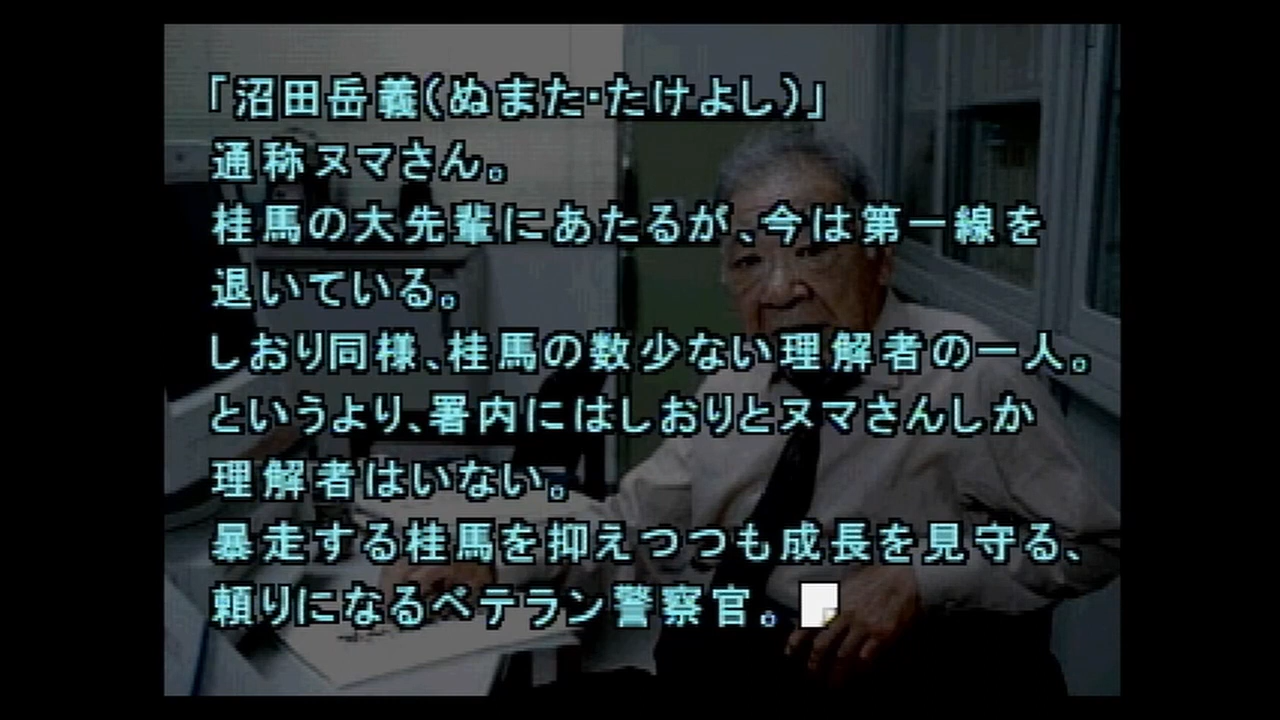 「沼田岳義(ぬまた・たけよし)」
通称ヌマさん。
桂馬の大先輩にあたるが、今は第一線を
退いている。
しおり同様、桂馬の数少ない理解者の一人。
というより、署内にはしおりとヌマさんしか
理解者はいない。
暴走する桂馬を抑えつつも成長を見守る、
頼りになるベテラン警察官。